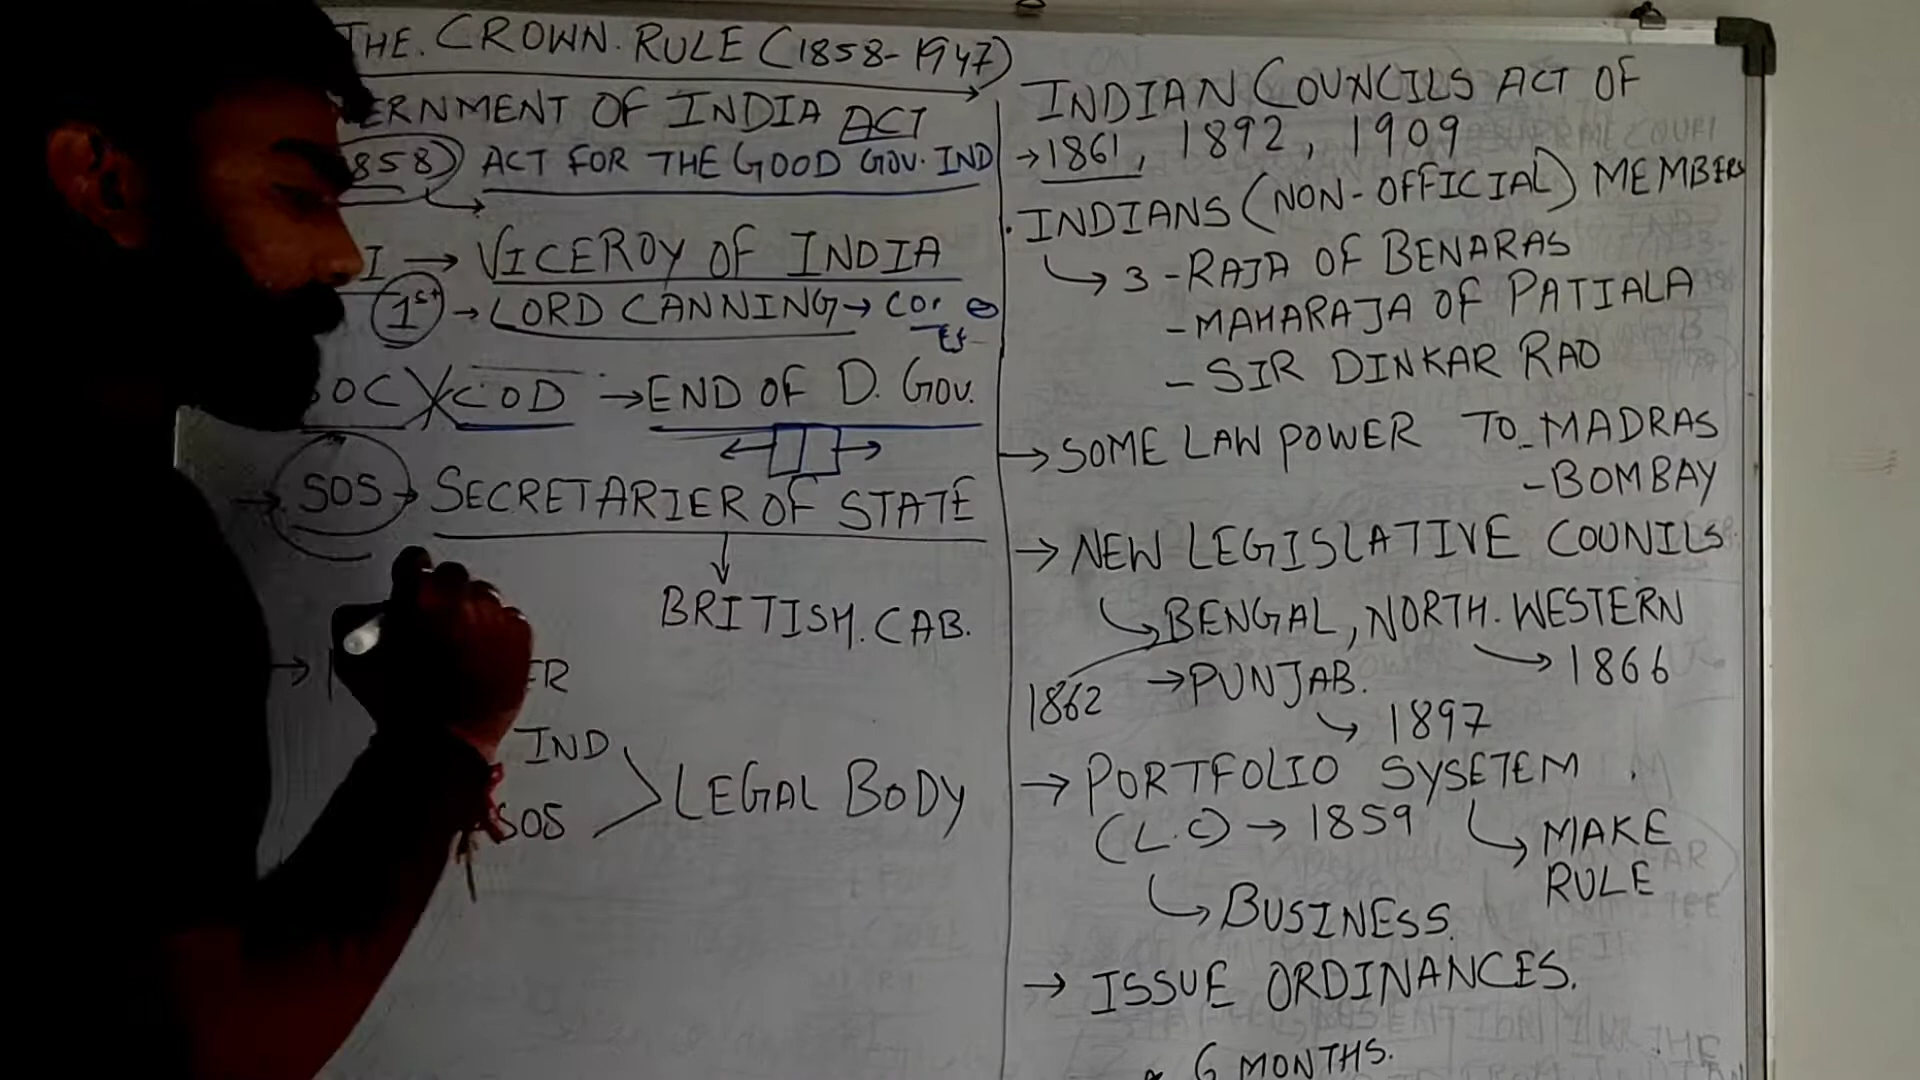 THE. CROWN. RULE (1858-1947)
ERNMENT OF INDIA ACT
858) ACT FOR THE GOOD GOV. IND
I → VICEROY OF INDIA
1st → LORD CANNING →
OC X COD → END OF D. GOV.
→ SOS → SECRETARIER OF STATE
BRITISH. CAB.
→ ER
IND
SOS
LEGAL BODY
INDIAN COUNCILS ACT OF
→ 1861, 1892, 1909
. INDIANS (NON-OFFICIAL) MEMBERS
3 - RAJA OF BENARAS
- MAHARAJA OF PATIALA
- SIR DINKAR RAO
→ SOME LAW POWER TO - MADRAS
- BOMBAY
→ NEW LEGISLATIVE COUNILS
BENGAL, NORTH. WESTERN
1862 → PUNJAB. → 1866
→ 1897
→ PORTFOLIO SYSETEM
(L.C) → 1859 MAKE
RULE
BUSINESS.
→ ISSUE ORDINANCES.
6 MONTHS.